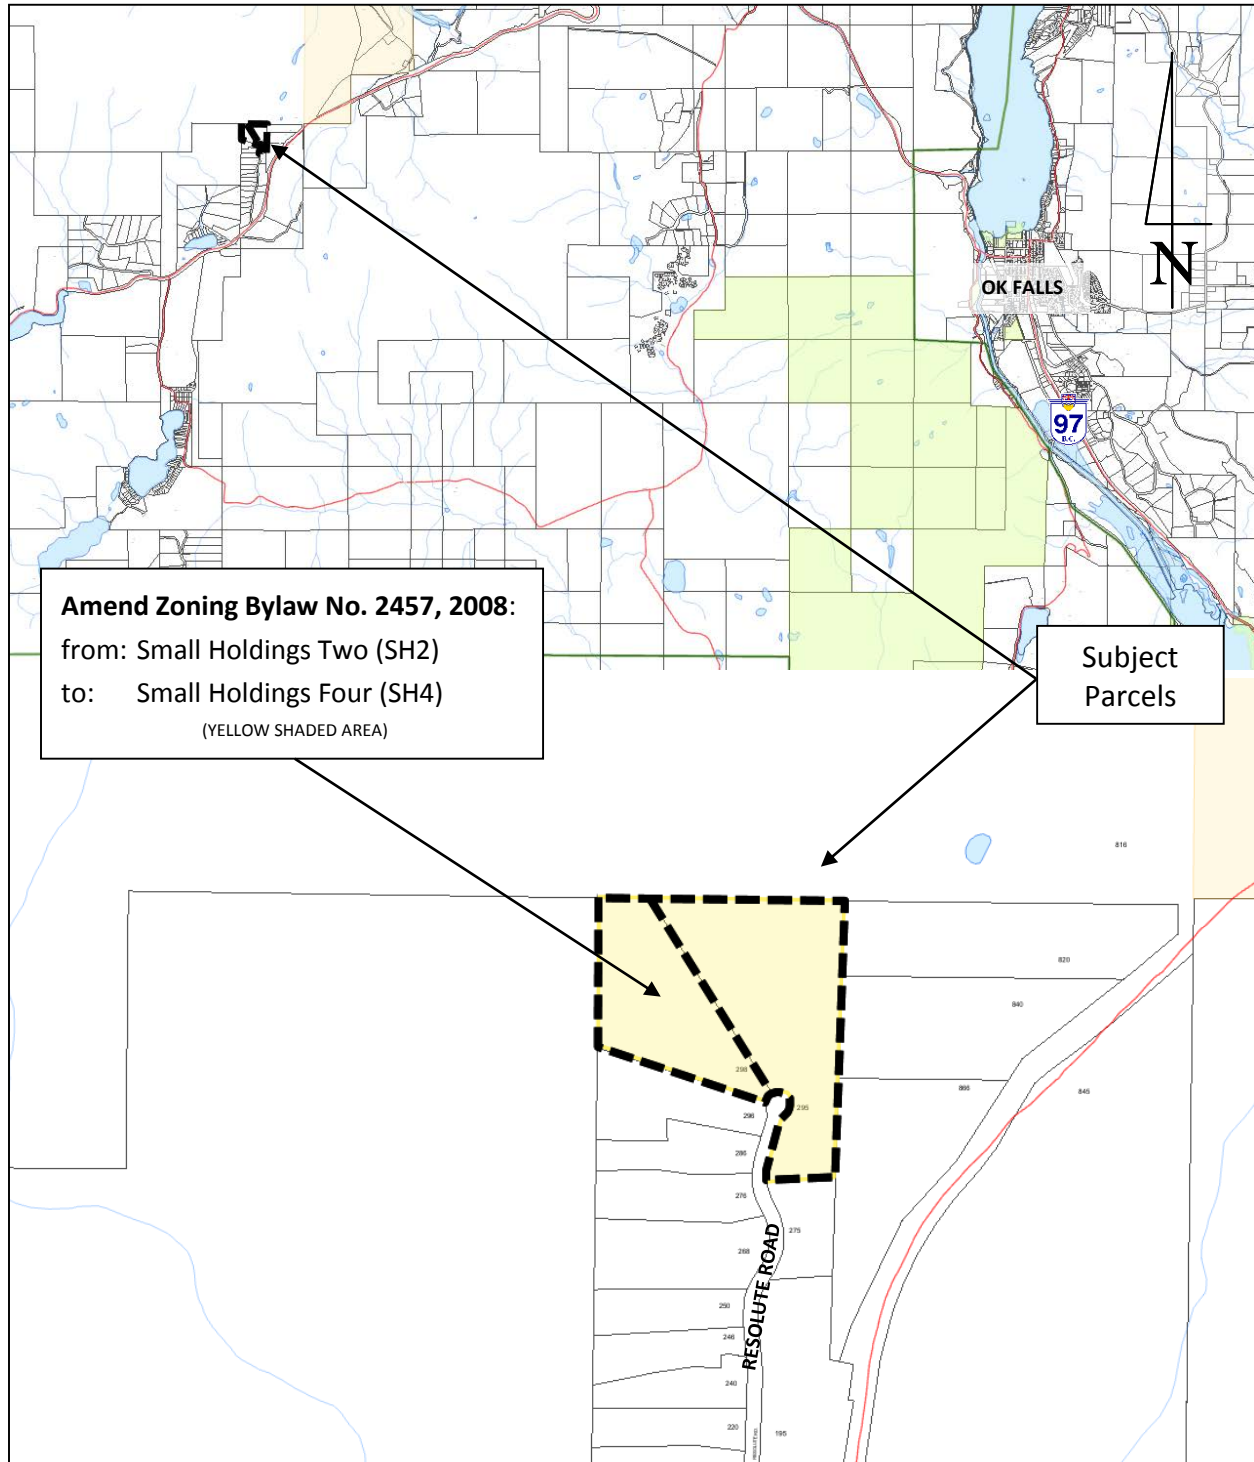 N
OK FALLS
97
B.C.
Amend Zoning Bylaw No. 2457, 2008:
from: Small Holdings Two (SH2)
to: Small Holdings Four (SH4)
(YELLOW SHADED AREA)
Subject
Parcels
816
820
840
866
845
298
295
296
286
276
275
268
250
246
240
220
195
RESOLUTE ROAD
RESOLUTE RD